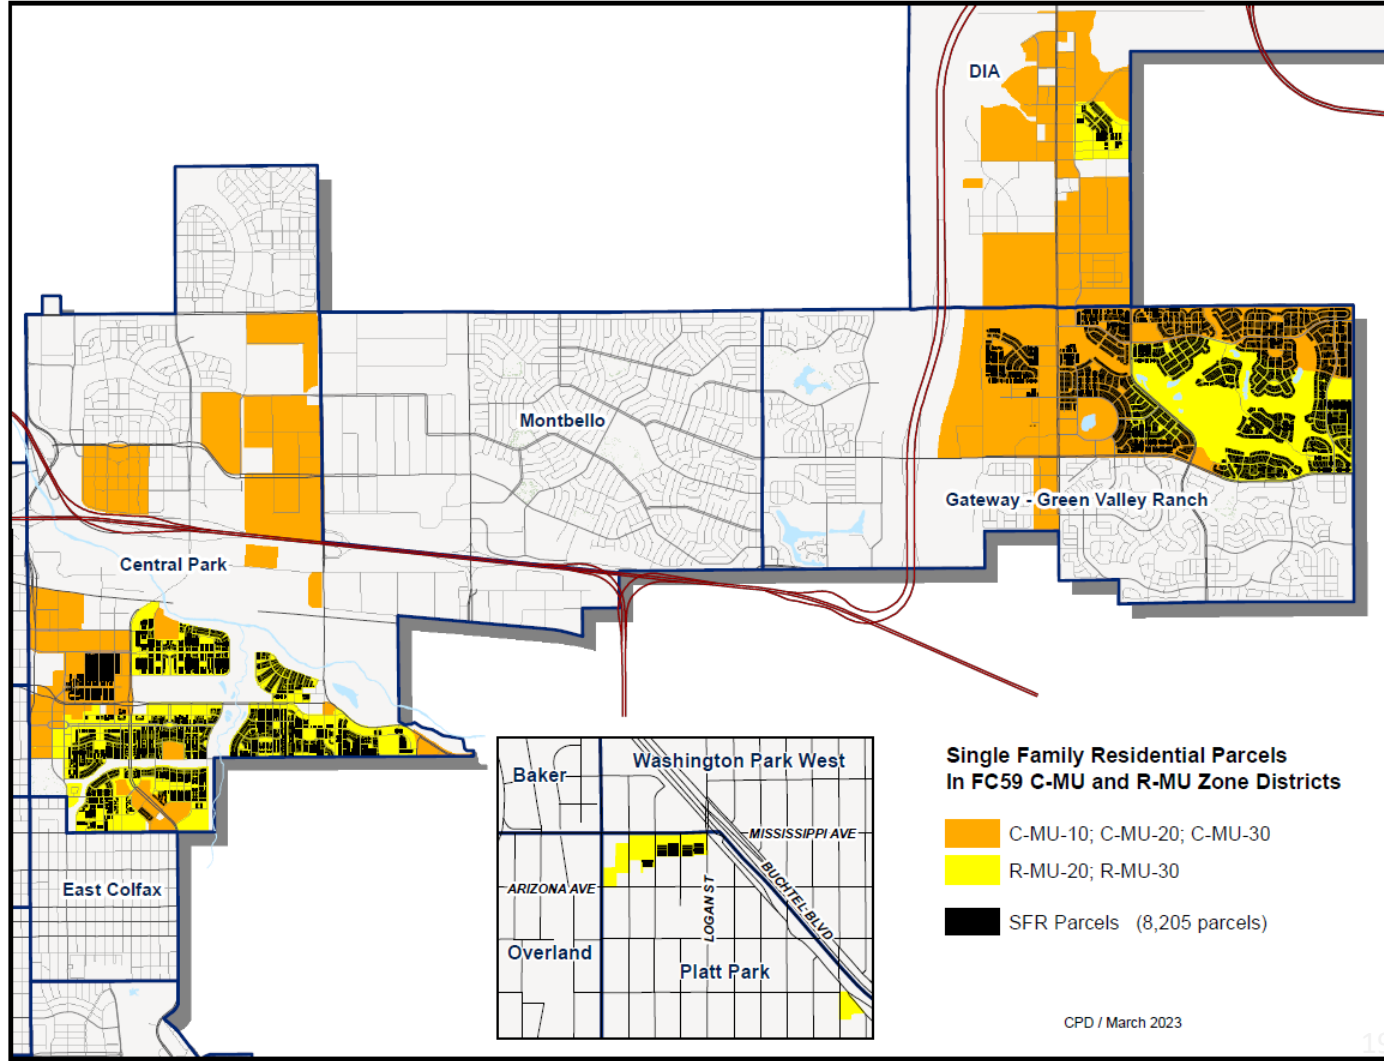 DIA
Montbello
Gateway - Green Valley Ranch
Central Park
East Colfax
Baker
Washington Park West
MISSISSIPPI AVE
ARIZONA AVE
LOGAN ST
BUCHTEL BLVD
Overland
Platt Park
Single Family Residential Parcels
In FC59 C-MU and R-MU Zone Districts
C-MU-10; C-MU-20; C-MU-30
R-MU-20; R-MU-30
SFR Parcels (8,205 parcels)
CPD / March 2023